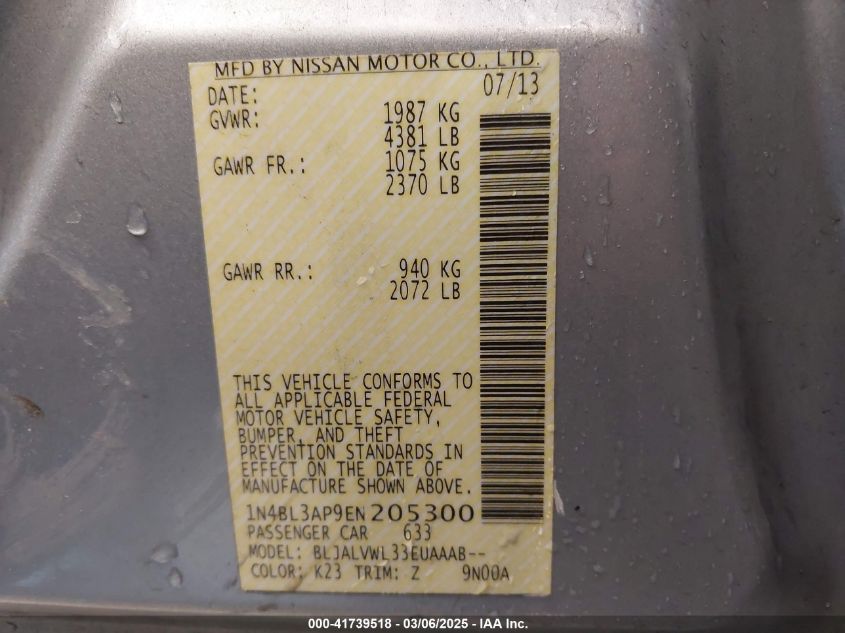 MFD BY NISSAN MOTOR CO., LTD.
DATE: 07/13
GVWR: 1987 KG
4381 LB
GAWR FR.: 1075 KG
2370 LB
GAWR RR.: 940 KG
2072 LB
THIS VEHICLE CONFORMS TO
ALL APPLICABLE FEDERAL
MOTOR VEHICLE SAFETY,
BUMPER, AND THEFT
PREVENTION STANDARDS IN
EFFECT ON THE DATE OF
MANUFACTURE SHOWN ABOVE.
1N4BL3AP9EN205300
PASSENGER CAR 633
MODEL: BLJALVWL33EUAAAB--
COLOR: K23 TRIM: Z 9N00A
000-41739518 - 03/06/2025 - IAA Inc.